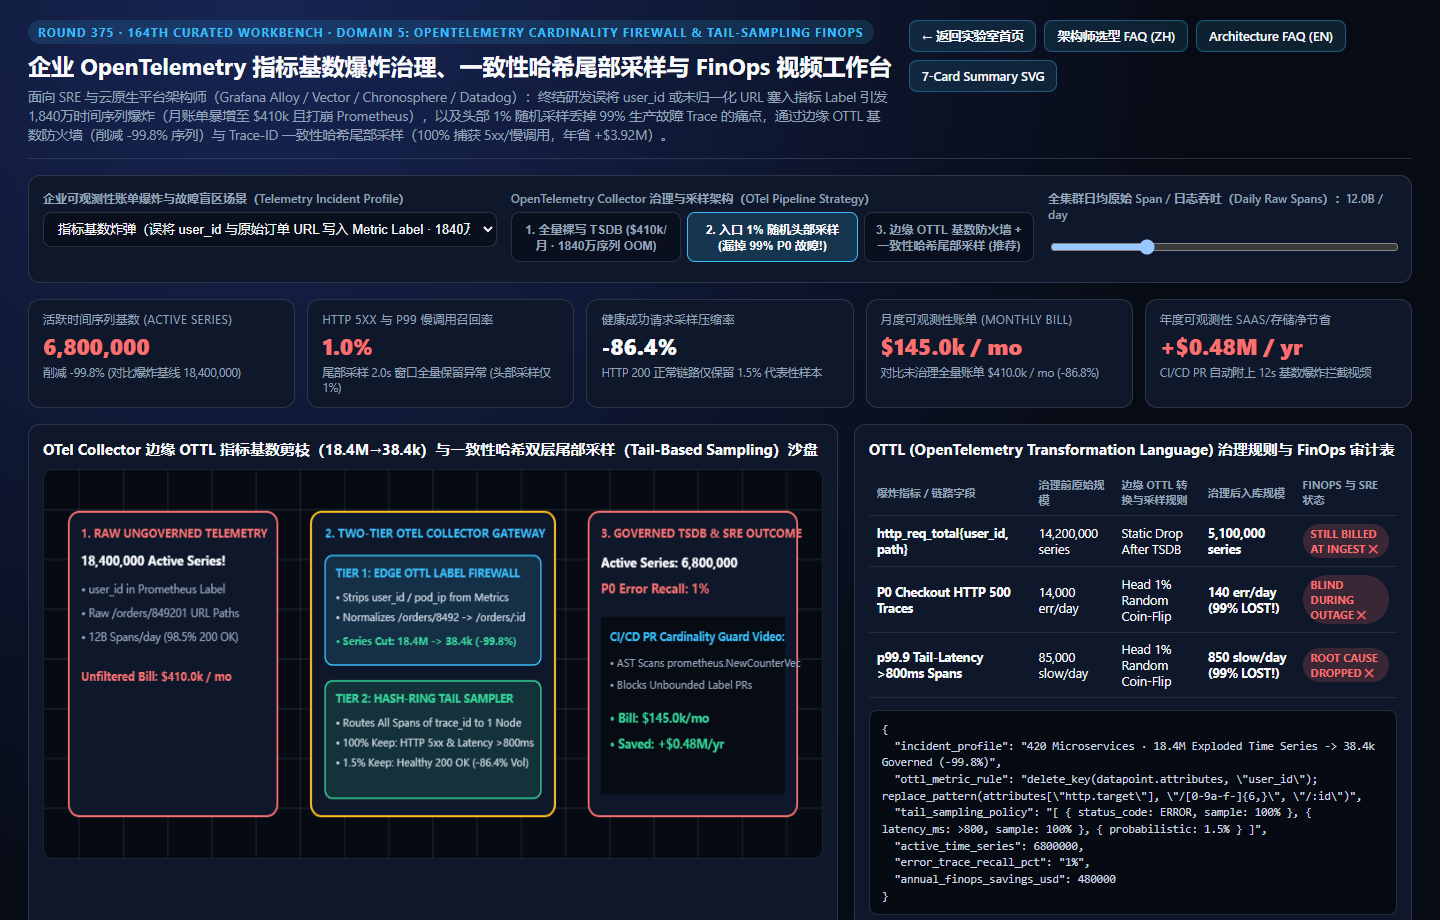 ROUND 375 · 164TH CURATED WORKBENCH · DOMAIN 5: OPENTELEMETRY CARDINALITY FIREWALL & TAIL-SAMPLING FINOPS
企业 OpenTelemetry 指标基数爆炸治理、一致性哈希尾部采样与 FinOps 视频工作台
面向 SRE 与云原生平台架构师（Grafana Alloy / Vector / Chronosphere / Datadog）：终结研发误将 user_id 或未归一化 URL 塞入指标 Label 引发
1,840万时间序列爆炸（月账单暴增至 $410k 且打崩 Prometheus），以及头部 1% 随机采样丢掉 99% 生产故障 Trace 的痛点，通过边缘 OTTL 基
数防火墙（削减 -99.8% 序列）与 Trace-ID 一致性哈希尾部采样（100% 捕获 5xx/慢调用，年省 +$3.92M）。
← 返回实验室首页
架构师选型 FAQ (ZH)
Architecture FAQ (EN)
7-Card Summary SVG
企业可观测性账单爆炸与故障盲区场景（Telemetry Incident Profile)
指标基数炸弹（误将 user_id 与原始订单 URL 写入 Metric Label · 1840万
OpenTelemetry Collector 治理与采样架构（OTel Pipeline Strategy)
1. 全量裸写 TSDB ($410k/
月 · 1840万序列 OOM)
2. 入口 1% 随机头部采样
(漏掉 99% P0 故障!)
3. 边缘 OTTL 基数防火墙 +
一致性哈希尾部采样 (推荐)
全集群日均原始 Span / 日志吞吐（Daily Raw Spans）：12.0B /
day
活跃时间序列基数 (ACTIVE SERIES)
6,800,000
削减 -99.8% (对比爆炸基线 18,400,000)
HTTP 5XX 与 P99 慢调用召回率
1.0%
尾部采样 2.0s 窗口全量保留异常 (头部采样仅
1%)
健康成功请求采样压缩率
-86.4%
HTTP 200 正常链路仅保留 1.5% 代表性样本
月度可观测性账单 (MONTHLY BILL)
$145.0k / mo
对比未治理全量账单 $410.0k / mo (-86.8%)
年度可观测性 SAAS/存储净节省
+$0.48M / yr
CI/CD PR 自动附上 12s 基数爆炸拦截视频
OTel Collector 边缘 OTTL 指标基数剪枝（18.4M→38.4k）与一致性哈希双层尾部采样（Tail-Based Sampling）沙盘
1. RAW UNGOVERNED TELEMETRY
18,400,000 Active Series!
• user_id in Prometheus Label
• Raw /orders/849201 URL Paths
• 12B Spans/day (98.5% 200 OK)
Unfiltered Bill: $410.0k / mo
2. TWO-TIER OTEL COLLECTOR GATEWAY
TIER 1: EDGE OTTL LABEL FIREWALL
• Strips user_id / pod_ip from Metrics
• Normalizes /orders/8492 -> /orders/:id
• Series Cut: 18.4M -> 38.4k (-99.8%)
TIER 2: HASH-RING TAIL SAMPLER
• Routes All Spans of trace_id to 1 Node
• 100% Keep: HTTP 5xx & Latency >800ms
• 1.5% Keep: Healthy 200 OK (-86.4% Vol)
3. GOVERNED TSDB & SRE OUTCOME
Active Series: 6,800,000
P0 Error Recall: 1%
CI/CD PR Cardinality Guard Video:
• AST Scans prometheus.NewCounterVec
• Blocks Unbounded Label PRs
• Bill: $145.0k/mo
• Saved: +$0.48M/yr
OTTL (OpenTelemetry Transformation Language) 治理规则与 FinOps 审计表
爆炸指标 / 链路字段
治理前原始规
模
边缘 OTTL 转
换与采样规则
治理后入库规模
FINOPS 与 SRE
状态
http_req_total{user_id,
path}
14,200,000
series
Static Drop
After TSDB
5,100,000
series
STILL BILLED
AT INGEST ✕
P0 Checkout HTTP 500
Traces
14,000
err/day
Head 1%
Random
Coin-Flip
140 err/day
(99% LOST!)
BLIND
DURING
OUTAGE ✕
p99.9 Tail-Latency
>800ms Spans
85,000
slow/day
Head 1%
Random
Coin-Flip
850 slow/day
(99% LOST!)
ROOT CAUSE
DROPPED ✕
{
"incident_profile": "420 Microservices · 18.4M Exploded Time Series -> 38.4k
Governed (-99.8%)",
"ottl_metric_rule": "delete_key(datapoint.attributes, \"user_id\");
replace_pattern(attributes[\"http.target\"], \"/[0-9a-f-]{6,}\", \"/:id\")",
"tail_sampling_policy": "[ { status_code: ERROR, sample: 100% }, {
latency_ms: >800, sample: 100% }, { probabilistic: 1.5% } ]",
"active_time_series": 6800000,
"error_trace_recall_pct": "1%",
"annual_finops_savings_usd": 480000
}